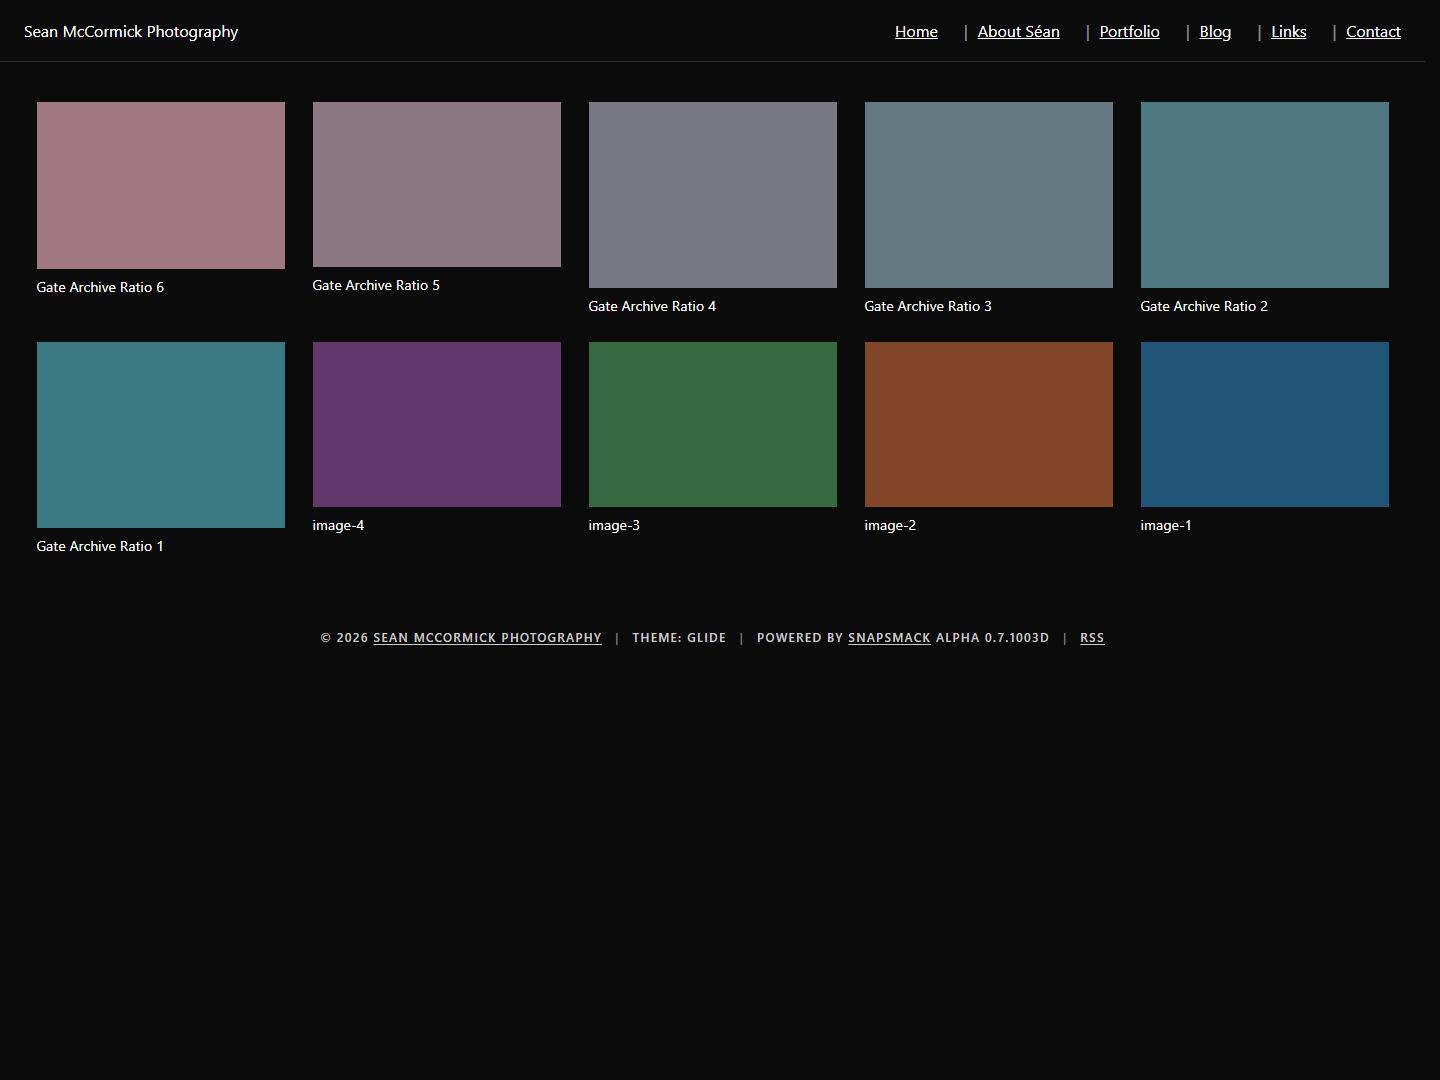 Sean McCormick Photography
Home | About Séan | Portfolio | Blog | Links | Contact
Gate Archive Ratio 6
Gate Archive Ratio 5
Gate Archive Ratio 4
Gate Archive Ratio 3
Gate Archive Ratio 2
Gate Archive Ratio 1
image-4
image-3
image-2
image-1
© 2026 SEAN MCCORMICK PHOTOGRAPHY | THEME: GLIDE | POWERED BY SNAPSMACK ALPHA 0.7.1003D | RSS